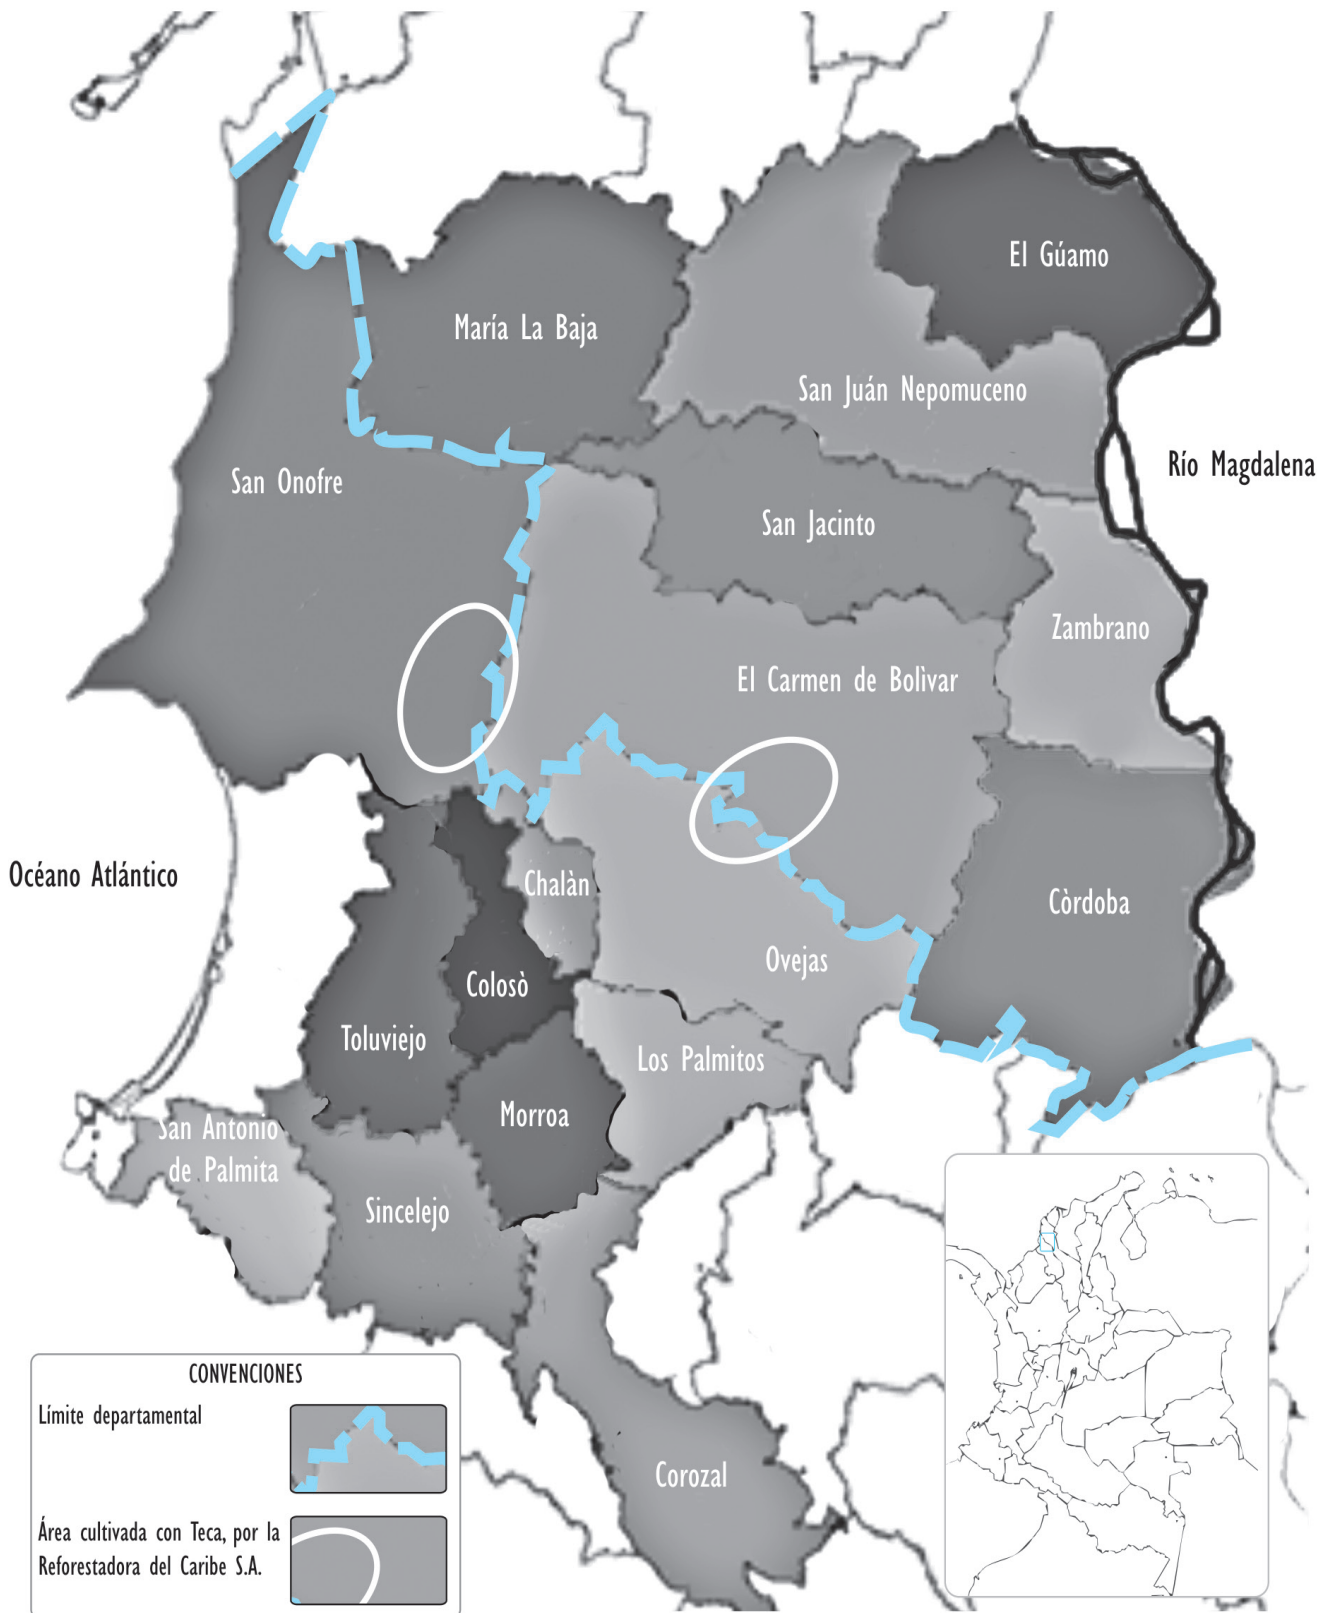 El Gúamo
María La Baja
San Juán Nepomuceno
Río Magdalena
San Onofre
San Jacinto
Zambrano
El Carmen de Bolìvar
Océano Atlántico
Chalàn
Còrdoba
Ovejas
Colosò
Toluviejo
Los Palmitos
Morroa
San Antonio
de Palmita
Sincelejo
Corozal
CONVENCIONES
Límite departamental
Área cultivada con Teca, por la
Reforestadora del Caribe S.A.